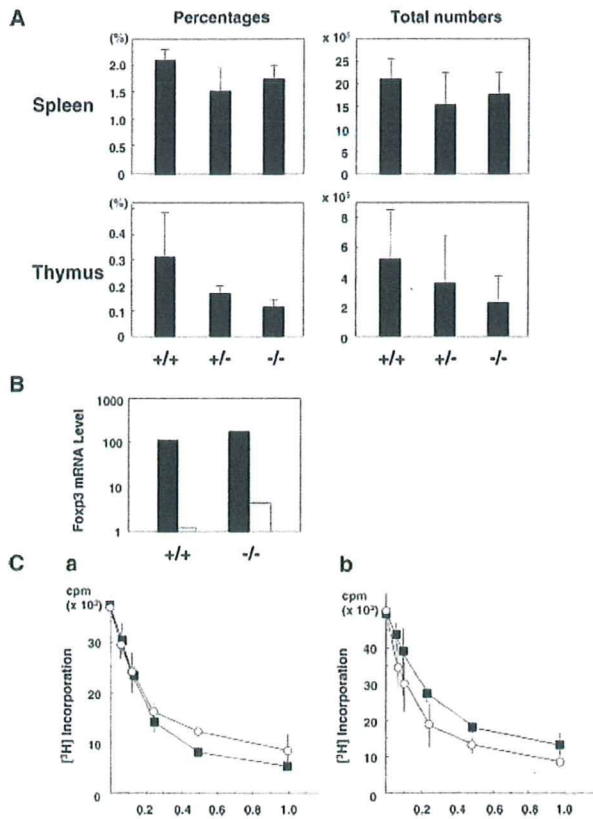 A
Percentages
Total numbers
Spleen
(%)
2.0
1.5
1.0
0.5
0
x 10⁵
25
20
15
10
5
0
Thymus
(%)
0.4
0.3
0.2
0.1
0
x 10⁵
8
6
4
2
0
+/+ +/- -/-
+/+ +/- -/-
B
Foxp3 mRNA Level
1000
100
10
1
+/+ -/-
C a b
cpm
(x 10³)
[³H] Incorporation
30
20
10
0
0.2 0.4 0.6 0.8 1.0
cpm
(x 10³)
[³H] Incorporation
50
40
30
20
10
0
0.2 0.4 0.6 0.8 1.0